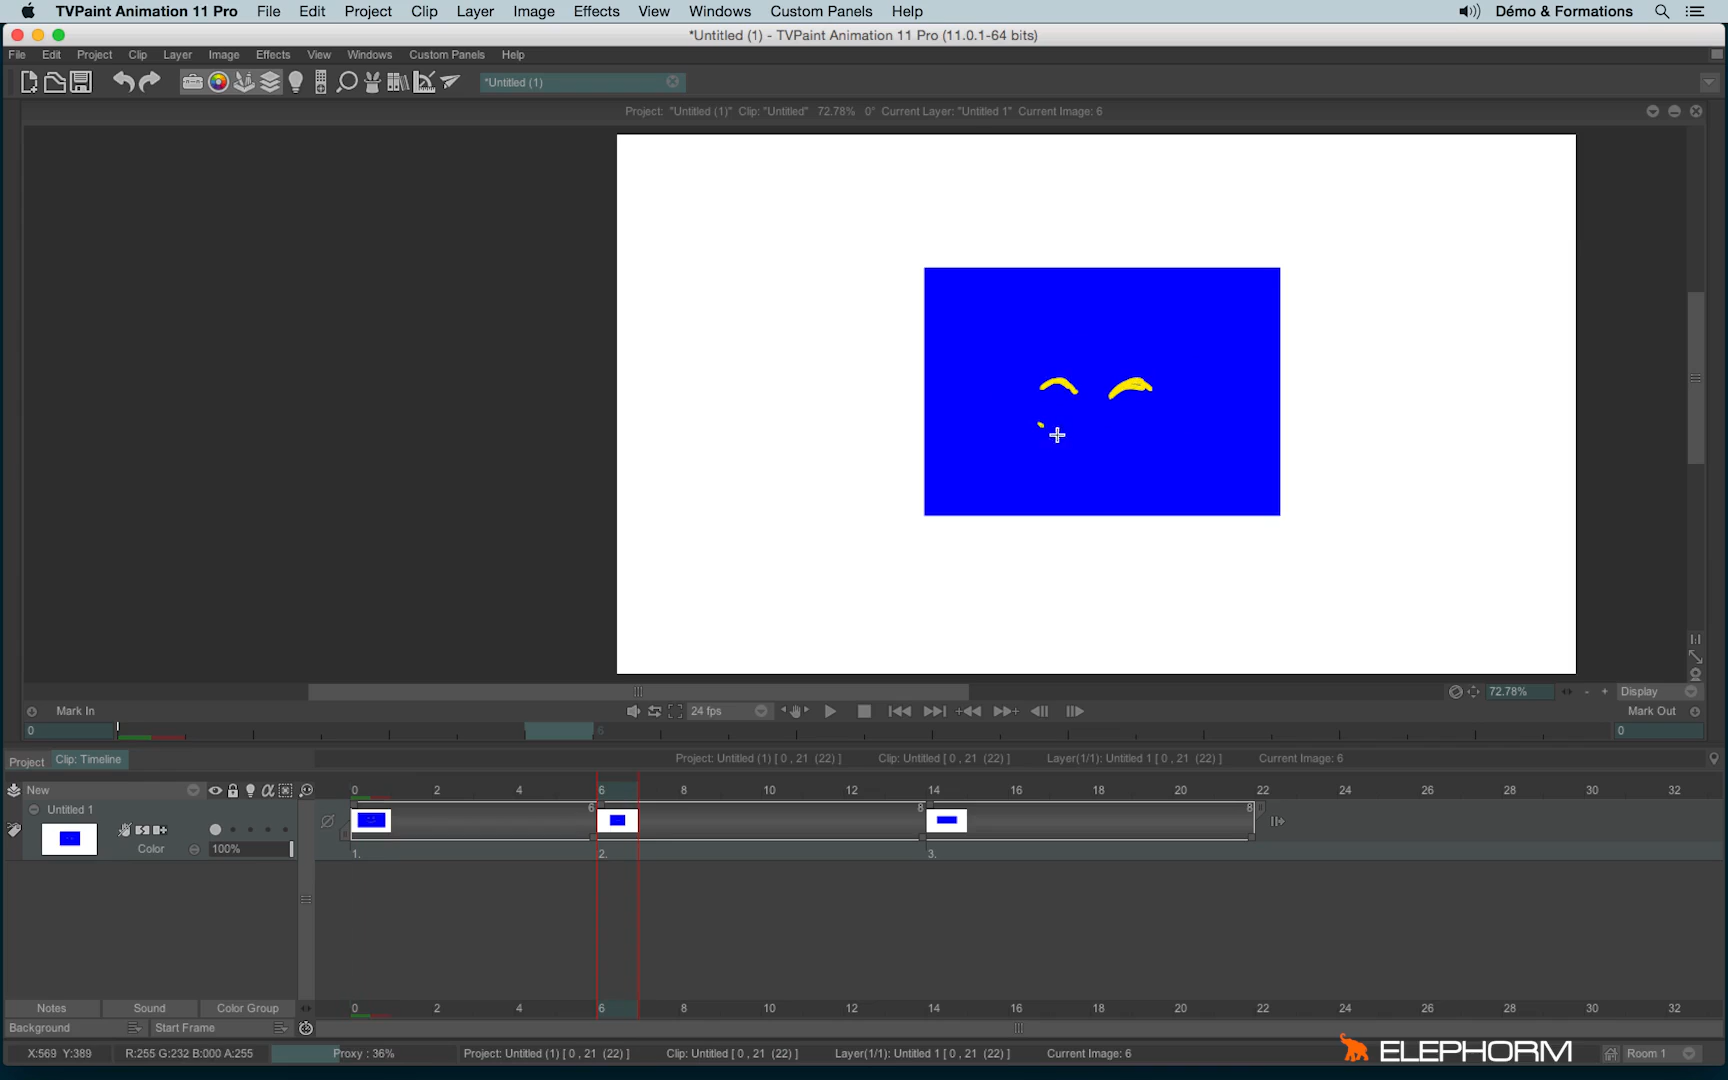 TVPaint Animation 11 Pro File Edit Project Clip Layer Image Effects View Windows Custom Panels Help Démo & Formations
*Untitled (1) - TVPaint Animation 11 Pro (11.0.1-64 bits)
File Edit Project Clip Layer Image Effects View Windows Custom Panels Help
*Untitled (1)
Project: "Untitled (1)" Clip: "Untitled" 72.78% 0° Current Layer: "Untitled 1" Current Image: 6
1:1
72.78% - + Display
Mark In 24 fps Mark Out
0 6 0
Project Clip: Timeline Project: Untitled (1) [ 0 , 21 (22) ] Clip: Untitled [ 0 , 21 (22) ] Layer(1/1): Untitled 1 [ 0 , 21 (22) ] Current Image: 6
New 0 2 4 6 8 10 12 14 16 18 20 22 24 26 28 30 32
Untitled 1 6 8 8
Color 100%
1. 2. 3.
Notes Sound Color Group 0 2 4 6 8 10 12 14 16 18 20 22 24 26 28 30 32
Background Start Frame
X:569 Y:389 R:255 G:232 B:000 A:255 Proxy : 36% Project: Untitled (1) [ 0 , 21 (22) ] Clip: Untitled [ 0 , 21 (22) ] Layer(1/1): Untitled 1 [ 0 , 21 (22) ] Current Image: 6 ELEPHORM Room 1